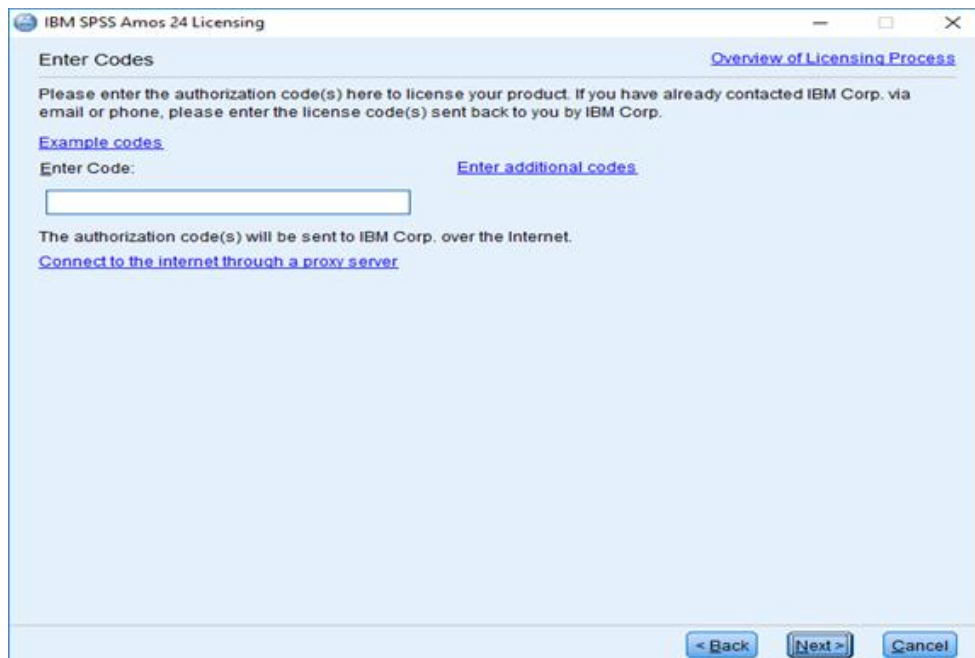 IBM SPSS Amos 24 Licensing
Enter Codes
Overview of Licensing Process
Please enter the authorization code(s) here to license your product. If you have already contacted IBM Corp. via
email or phone, please enter the license code(s) sent back to you by IBM Corp.
Example codes
Enter Code:
Enter additional codes
The authorization code(s) will be sent to IBM Corp. over the Internet.
Connect to the internet through a proxy server
< Back
Next >
Cancel